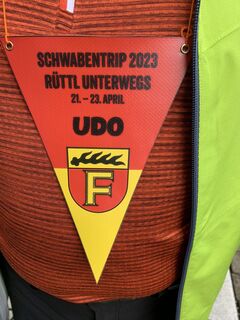 SCHWABENTRIP 2023
RÜTTL UNTERWEGS
21. – 23. APRIL
UDO
F